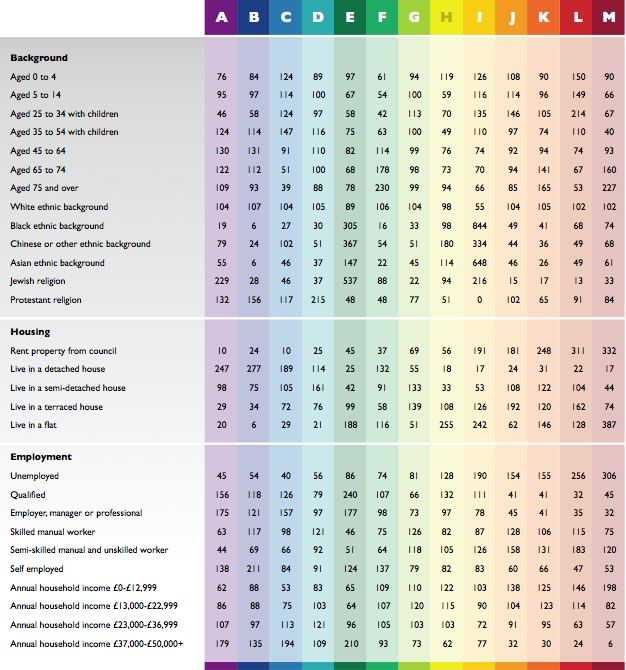 A B C D E F G H I J K L M
Background
Aged 0 to 4 76 84 124 89 97 61 94 119 126 108 90 150 90
Aged 5 to 14 95 97 114 100 67 54 100 59 116 114 96 149 66
Aged 25 to 34 with children 46 58 124 97 58 42 113 70 135 146 105 214 67
Aged 35 to 54 with children 124 114 147 116 75 63 100 49 110 97 74 110 40
Aged 45 to 64 130 131 91 110 82 114 99 76 74 92 94 74 93
Aged 65 to 74 122 112 51 100 68 178 98 73 70 94 141 67 160
Aged 75 and over 109 93 39 88 78 230 99 94 66 85 165 53 227
White ethnic background 104 107 104 105 89 106 104 98 55 104 105 102 102
Black ethnic background 19 6 27 30 305 16 33 98 844 49 41 68 74
Chinese or other ethnic background 79 24 102 51 367 54 51 180 334 44 36 49 68
Asian ethnic background 55 6 46 37 147 22 45 114 648 46 26 49 61
Jewish religion 229 28 46 37 537 88 22 94 216 15 17 13 33
Protestant religion 132 156 117 215 48 48 77 51 0 102 65 91 84
Housing
Rent property from council 10 24 10 25 45 37 69 56 191 181 248 311 332
Live in a detached house 247 277 189 114 25 132 55 18 17 24 31 22 17
Live in a semi-detached house 98 75 105 161 42 91 133 33 53 108 122 104 44
Live in a terraced house 29 34 72 76 99 58 139 108 126 192 120 162 74
Live in a flat 20 6 29 21 188 116 51 255 242 62 146 128 387
Employment
Unemployed 45 54 40 56 86 74 81 128 190 154 155 256 306
Qualified 156 118 126 79 240 107 66 132 111 41 41 32 45
Employer, manager or professional 175 121 157 97 177 98 73 97 78 45 41 35 32
Skilled manual worker 63 117 98 121 46 75 126 82 87 128 106 115 75
Semi-skilled manual and unskilled worker 44 69 66 92 51 64 118 105 126 158 131 183 120
Self employed 138 211 84 91 124 137 79 82 83 60 66 47 53
Annual household income £0-£12,999 62 88 53 83 65 109 110 122 103 138 125 146 198
Annual household income £13,000-£22,999 86 88 75 103 64 107 120 115 90 104 123 114 82
Annual household income £23,000-£36,999 107 97 113 121 96 105 103 103 72 91 95 63 57
Annual household income £37,000-£50,000+ 179 135 194 109 210 93 73 62 77 32 30 24 6